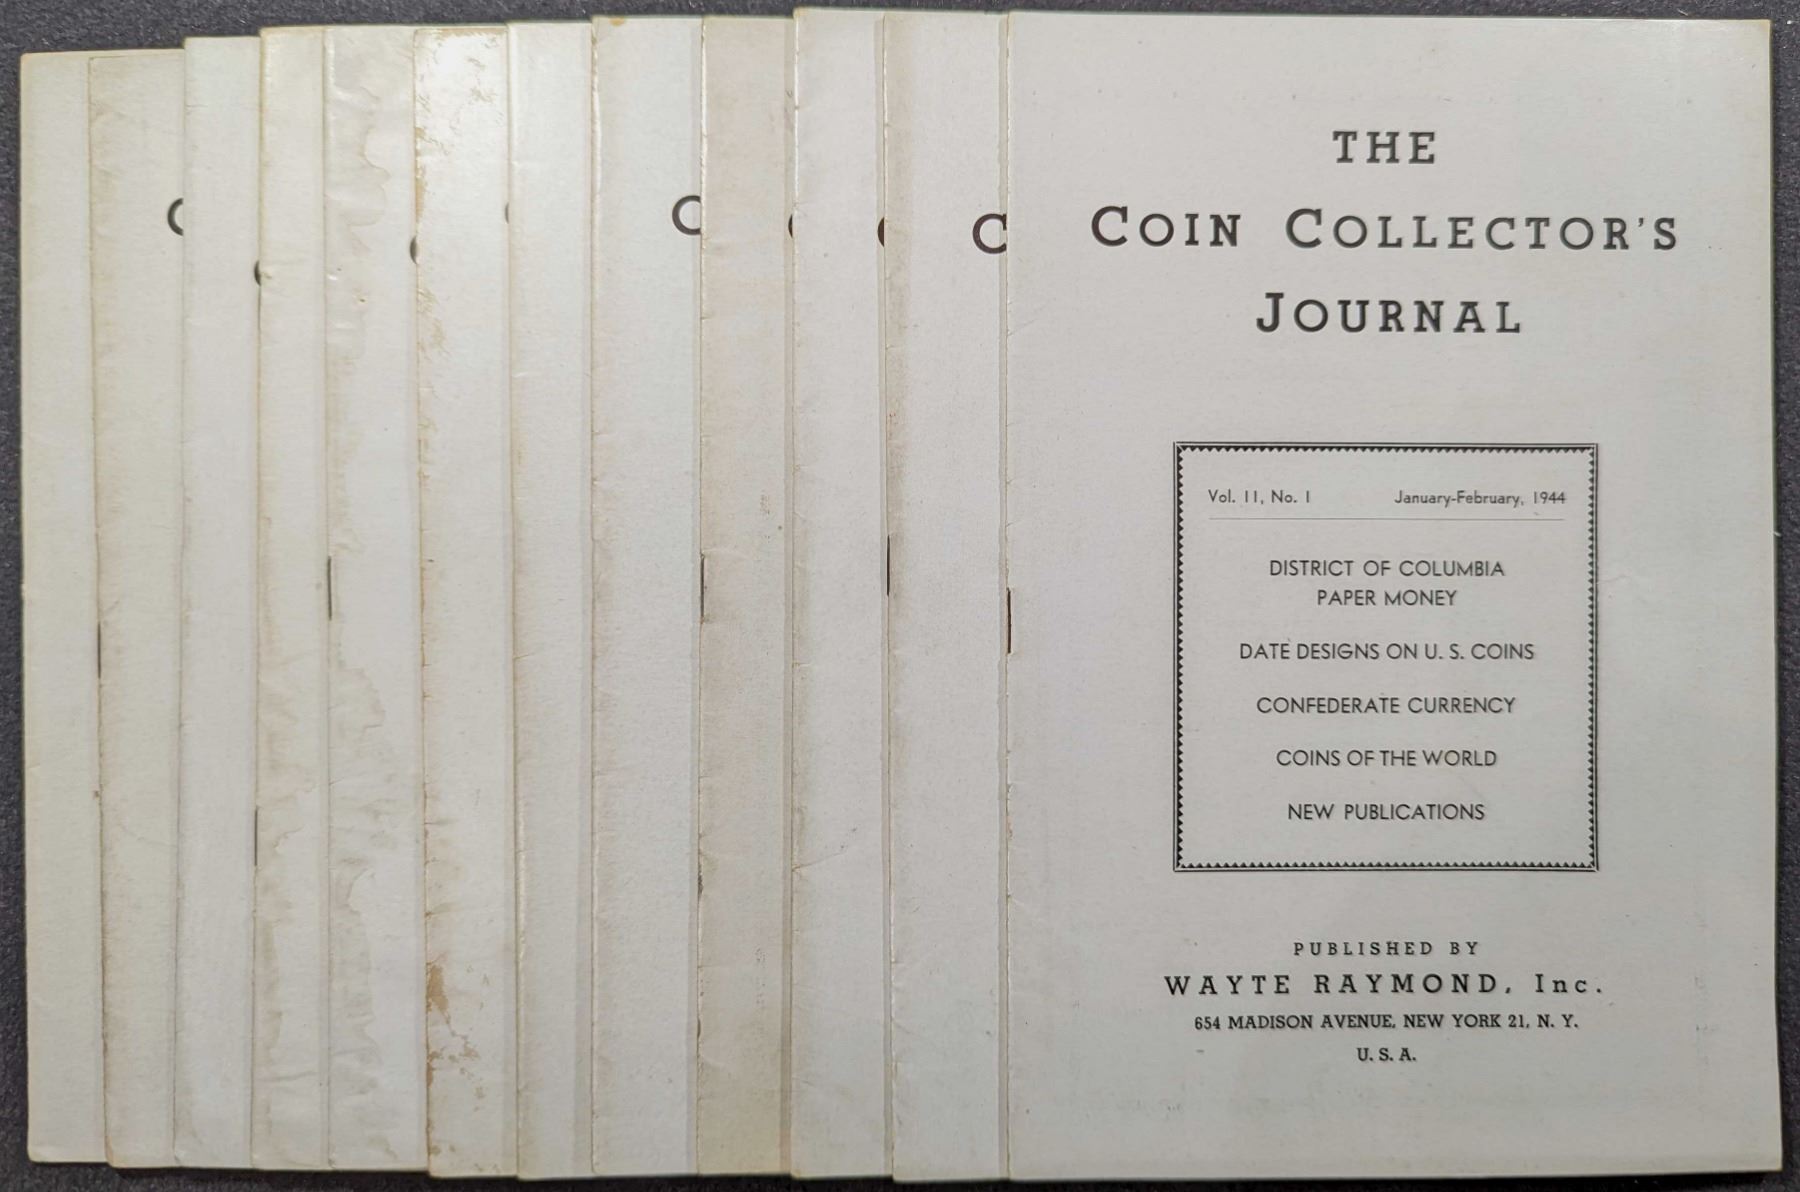 THE
COIN COLLECTOR'S
JOURNAL
Vol. 11, No. 1 January-February, 1944
DISTRICT OF COLUMBIA
PAPER MONEY
DATE DESIGNS ON U. S. COINS
CONFEDERATE CURRENCY
COINS OF THE WORLD
NEW PUBLICATIONS
PUBLISHED BY
WAYTE RAYMOND, Inc.
654 MADISON AVENUE, NEW YORK 21, N. Y.
U. S. A.
C
C